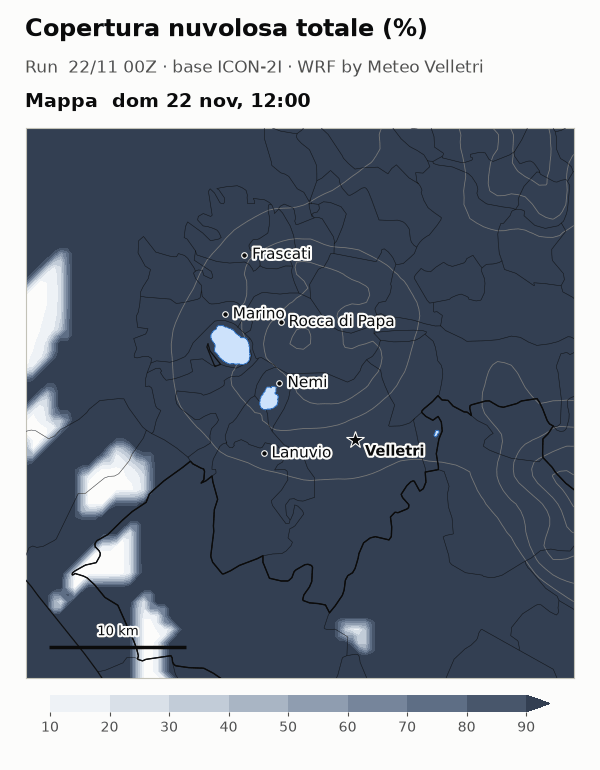 Copertura nuvolosa totale (%)
Run  22/11 00Z · base ICON-2I · WRF by Meteo Velletri
Mappa  dom 22 nov, 12:00
Frascati
Marino
Rocca di Papa
Nemi
Velletri
Lanuvio
10 km
10 20 30 40 50 60 70 80 90